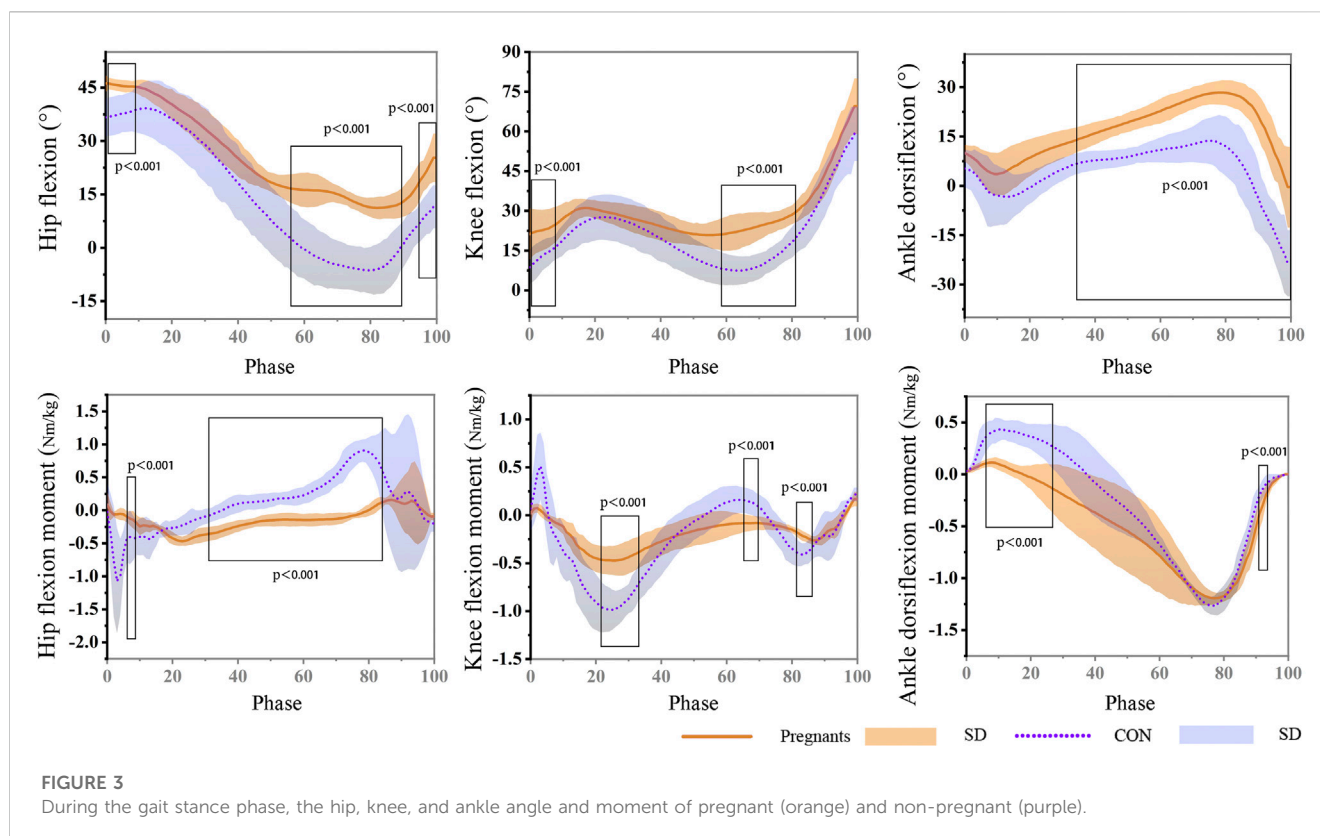 Hip flexion (°)
45
30
15
0
-15
p<0.001
p<0.001
p<0.001
0 20 40 60 80 100
Phase
Knee flexion (°)
90
75
60
45
30
15
0
p<0.001
p<0.001
0 20 40 60 80 100
Phase
Ankle dorsiflexion (°)
30
15
0
-15
-30
p<0.001
0 20 40 60 80 100
Phase
Hip flexion moment (Nm/kg)
1.5
1.0
0.5
0.0
-0.5
-1.0
-1.5
-2.0
p<0.001
p<0.001
0 20 40 60 80 100
Phase
Knee flexion moment (Nm/kg)
1.0
0.5
0.0
-0.5
-1.0
-1.5
p<0.001
p<0.001
p<0.001
0 20 40 60 80 100
Phase
Ankle dorsiflexion moment (Nm/kg)
0.5
0.0
-0.5
-1.0
-1.5
p<0.001
p<0.001
0 20 40 60 80 100
Phase
Pregnants SD CON SD
FIGURE 3
During the gait stance phase, the hip, knee, and ankle angle and moment of pregnant (orange) and non-pregnant (purple).